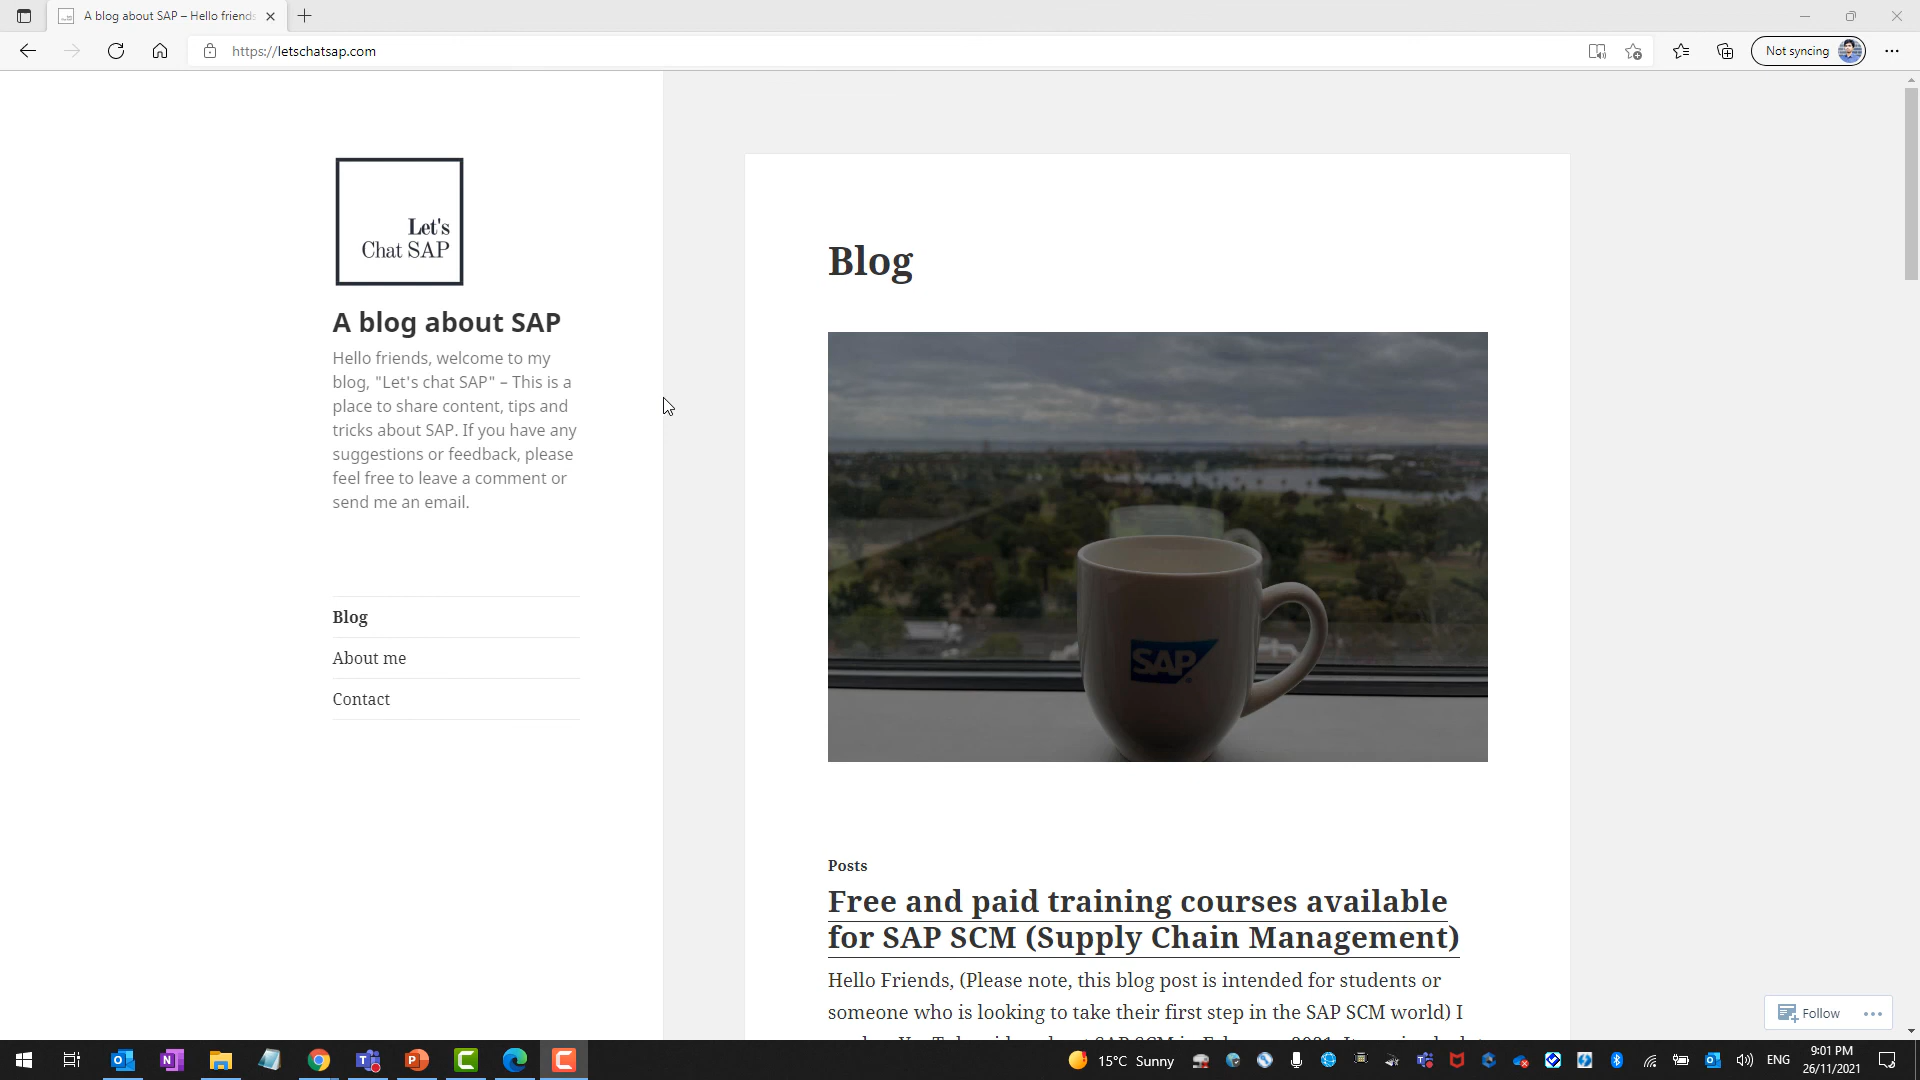 A blog about SAP – Hello friends
https://letschatsap.com
Not syncing
Let's
Chat SAP
A blog about SAP
Hello friends, welcome to my
blog, "Let's chat SAP" – This is a
place to share content, tips and
tricks about SAP. If you have any
suggestions or feedback, please
feel free to leave a comment or
send me an email.
Blog
About me
Contact
Blog
SAP
Posts
Free and paid training courses available
for SAP SCM (Supply Chain Management)
Hello Friends, (Please note, this blog post is intended for students or
someone who is looking to take their first step in the SAP SCM world) I
Follow
15°C Sunny
ENG
9:01 PM
26/11/2021